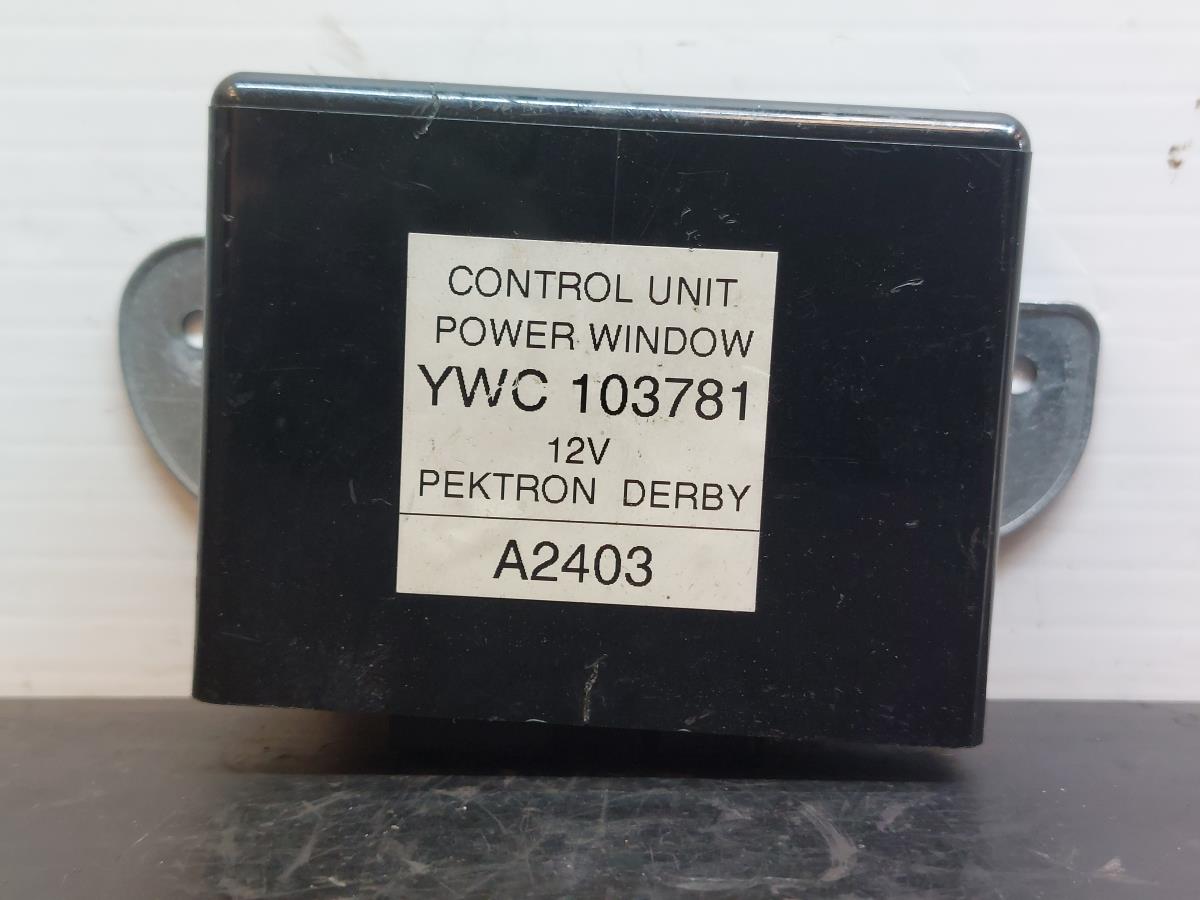 CONTROL UNIT
POWER WINDOW
YWC 103781
12V
PEKTRON DERBY
A2403